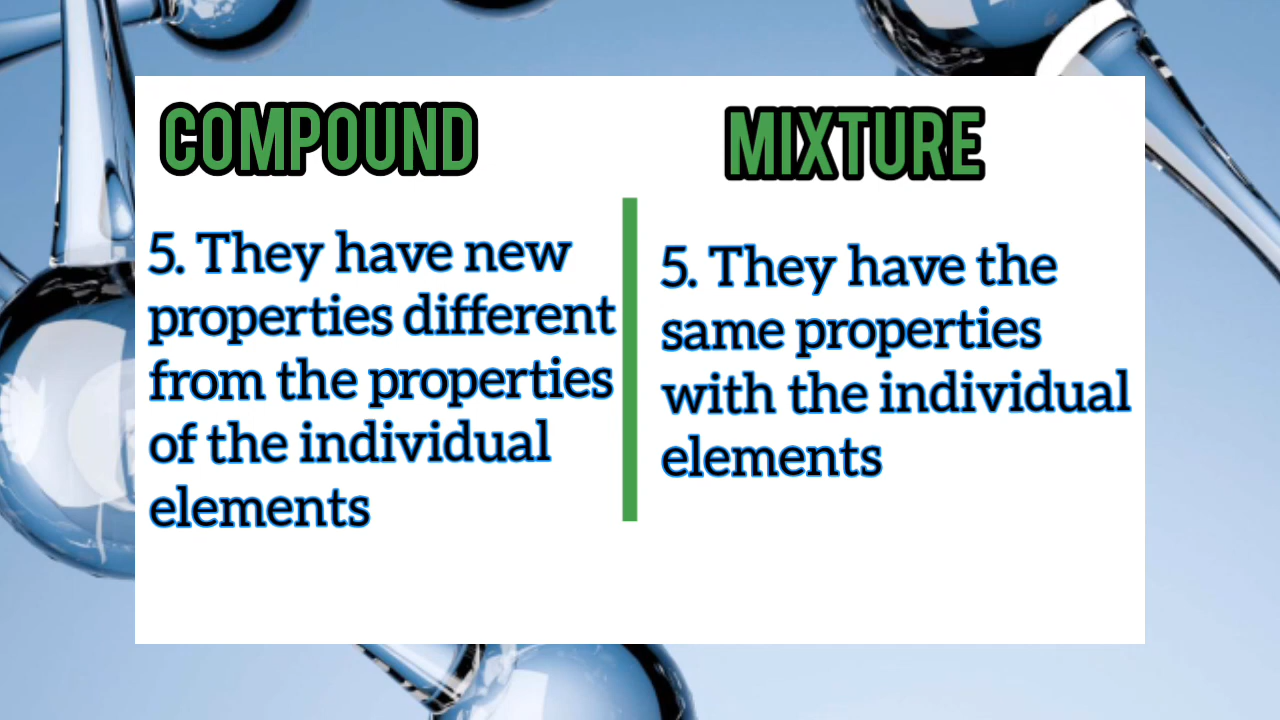 COMPOUND
5. They have new
properties different
from the properties
of the individual
elements
MIXTURE
5. They have the
same properties
with the individual
elements